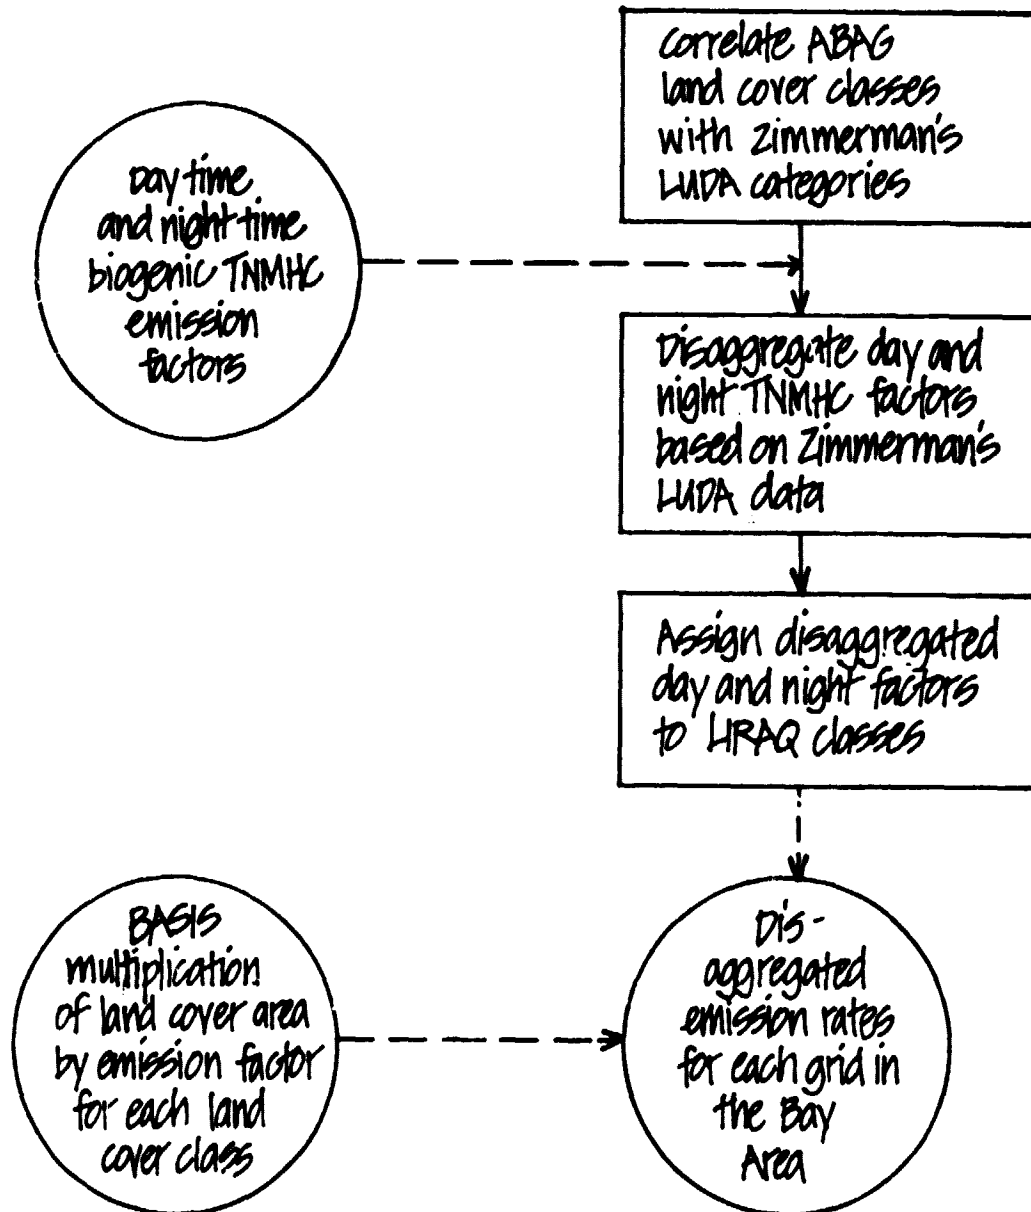 Correlate ABAG
land cover classes
with Zimmerman's
LUDA categories
Day time
and night time
biogenic TNMHC
emission
factors
Disaggregate day and
night TNMHC factors
based on Zimmerman's
LUDA data
Assign disaggregated
day and night factors
to LIRAQ classes
BASIS
multiplication
of land cover area
by emission factor
for each land
cover class
Dis-
aggregated
emission rates
for each grid in
the Bay
Area